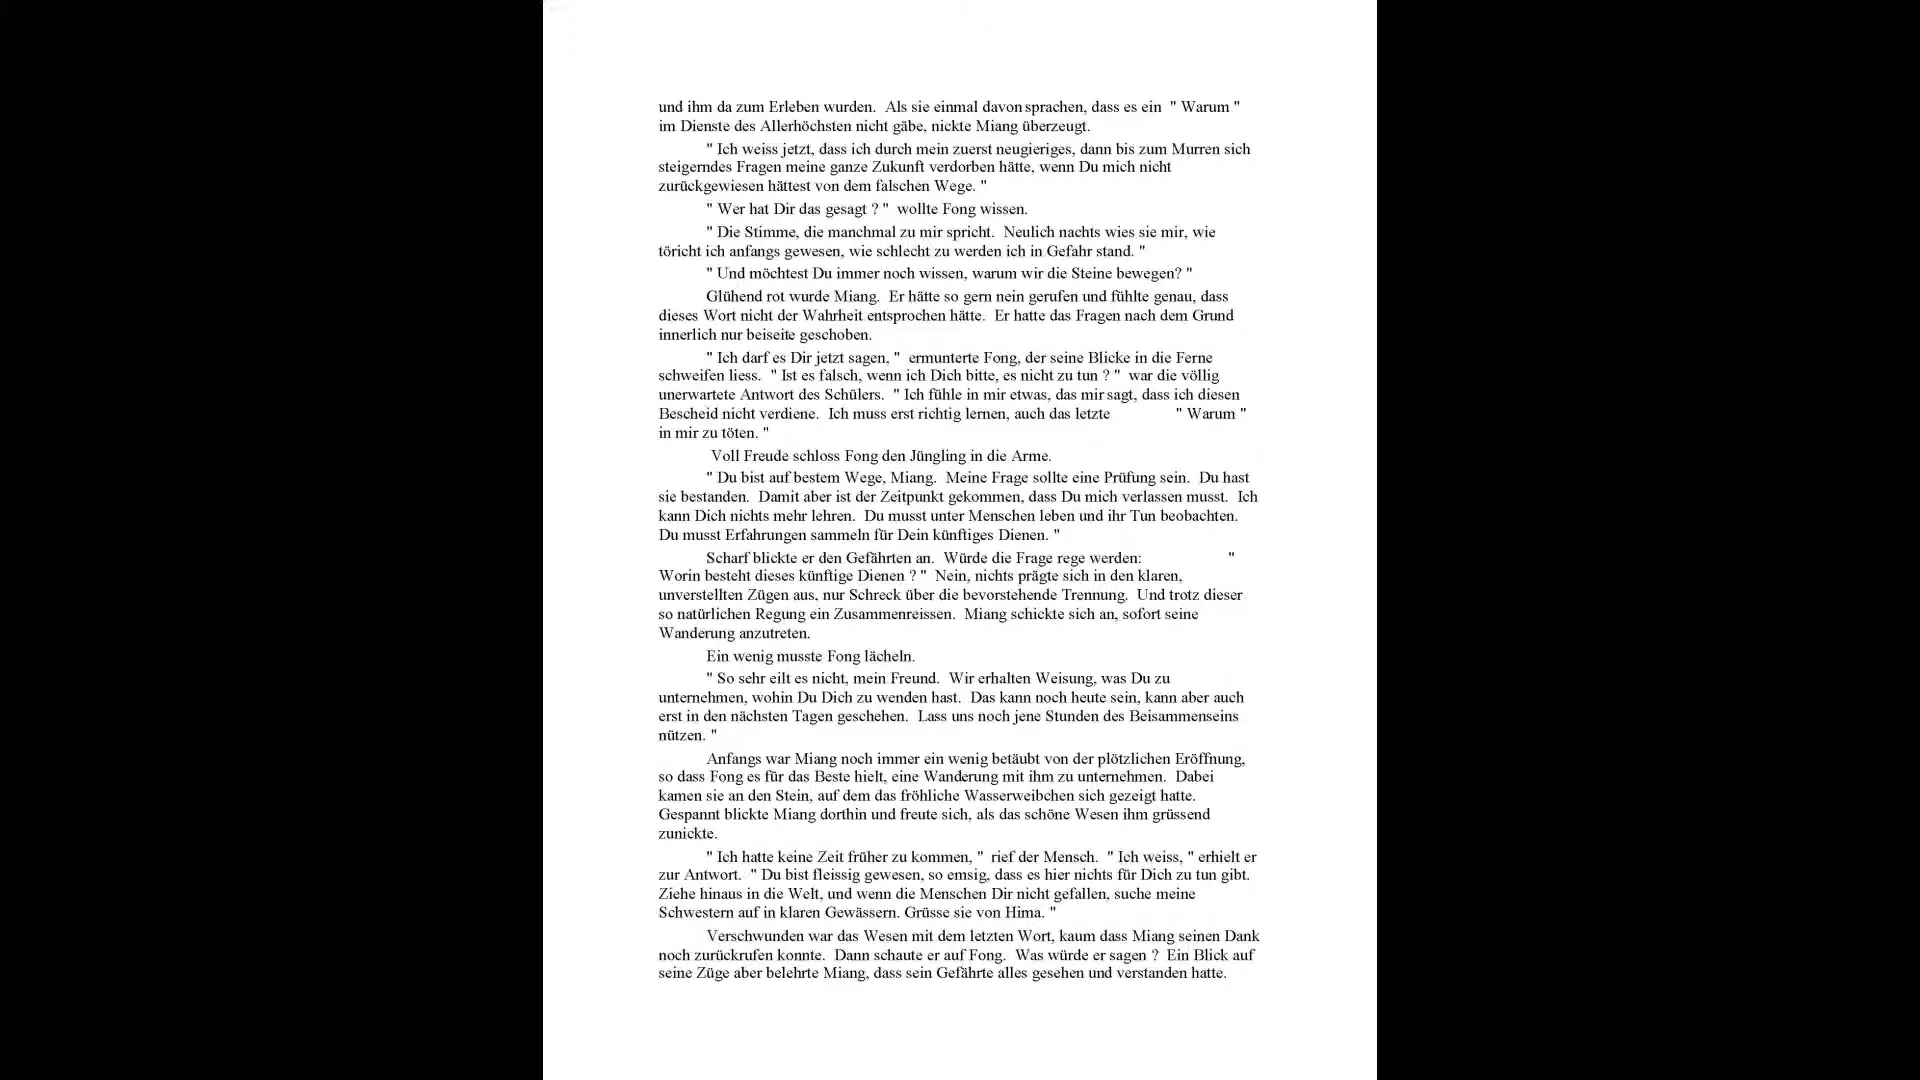 und ihm da zum Erleben wurden.  Als sie einmal davon sprachen, dass es ein  " Warum "
im Dienste des Allerhöchsten nicht gäbe, nickte Miang überzeugt.
" Ich weiss jetzt, dass ich durch mein zuerst neugieriges, dann bis zum Murren sich
steigerndes Fragen meine ganze Zukunft verdorben hätte, wenn Du mich nicht
zurückgewiesen hättest von dem falschen Wege. "
" Wer hat Dir das gesagt ? "  wollte Fong wissen.
" Die Stimme, die manchmal zu mir spricht.  Neulich nachts wies sie mir, wie
töricht ich anfangs gewesen, wie schlecht zu werden ich in Gefahr stand. "
" Und möchtest Du immer noch wissen, warum wir die Steine bewegen? "
Glühend rot wurde Miang.  Er hätte so gern nein gerufen und fühlte genau, dass
dieses Wort nicht der Wahrheit entsprochen hätte.  Er hatte das Fragen nach dem Grund
innerlich nur beiseite geschoben.
" Ich darf es Dir jetzt sagen, "  ermunterte Fong, der seine Blicke in die Ferne
schweifen liess.  " Ist es falsch, wenn ich Dich bitte, es nicht zu tun ? "  war die völlig
unerwartete Antwort des Schülers.  " Ich fühle in mir etwas, das mir sagt, dass ich diesen
Bescheid nicht verdiene.  Ich muss erst richtig lernen, auch das letzte " Warum "
in mir zu töten. "
Voll Freude schloss Fong den Jüngling in die Arme.
" Du bist auf bestem Wege, Miang.  Meine Frage sollte eine Prüfung sein.  Du hast
sie bestanden.  Damit aber ist der Zeitpunkt gekommen, dass Du mich verlassen musst.  Ich
kann Dich nichts mehr lehren.  Du musst unter Menschen leben und ihr Tun beobachten.
Du musst Erfahrungen sammeln für Dein künftiges Dienen. "
Scharf blickte er den Gefährten an.  Würde die Frage rege werden: "
Worin besteht dieses künftige Dienen ? "  Nein, nichts prägte sich in den klaren,
unverstellten Zügen aus, nur Schreck über die bevorstehende Trennung.  Und trotz dieser
so natürlichen Regung ein Zusammenreissen.  Miang schickte sich an, sofort seine
Wanderung anzutreten.
Ein wenig musste Fong lächeln.
" So sehr eilt es nicht, mein Freund.  Wir erhalten Weisung, was Du zu
unternehmen, wohin Du Dich zu wenden hast.  Das kann noch heute sein, kann aber auch
erst in den nächsten Tagen geschehen.  Lass uns noch jene Stunden des Beisammenseins
nützen. "
Anfangs war Miang noch immer ein wenig betäubt von der plötzlichen Eröffnung,
so dass Fong es für das Beste hielt, eine Wanderung mit ihm zu unternehmen.  Dabei
kamen sie an den Stein, auf dem das fröhliche Wasserweibchen sich gezeigt hatte.
Gespannt blickte Miang dorthin und freute sich, als das schöne Wesen ihm grüssend
zunickte.
" Ich hatte keine Zeit früher zu kommen, "  rief der Mensch.  " Ich weiss, " erhielt er
zur Antwort.  " Du bist fleissig gewesen, so emsig, dass es hier nichts für Dich zu tun gibt.
Ziehe hinaus in die Welt, und wenn die Menschen Dir nicht gefallen, suche meine
Schwestern auf in klaren Gewässern. Grüsse sie von Hima. "
Verschwunden war das Wesen mit dem letzten Wort, kaum dass Miang seinen Dank
noch zurückrufen konnte.  Dann schaute er auf Fong.  Was würde er sagen ?  Ein Blick auf
seine Züge aber belehrte Miang, dass sein Gefährte alles gesehen und verstanden hatte.